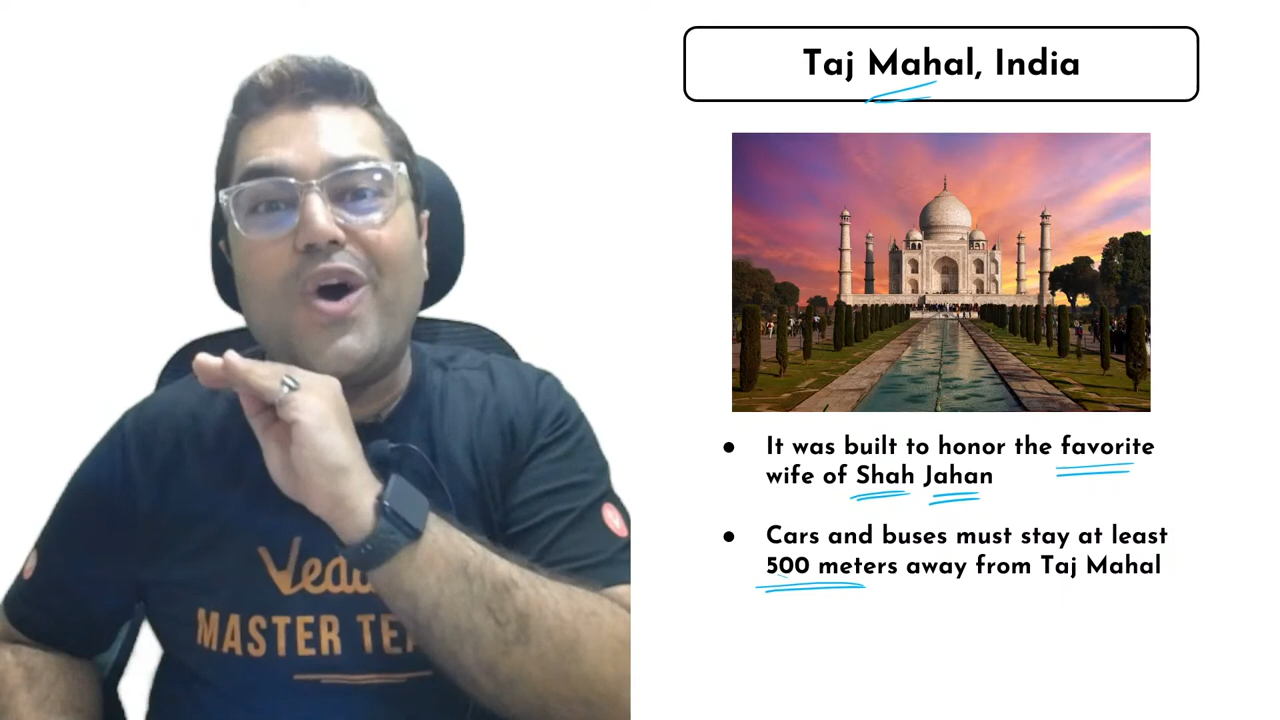 Taj Mahal, India
● It was built to honor the favorite
wife of Shah Jahan
● Cars and buses must stay at least
500 meters away from Taj Mahal
MASTER